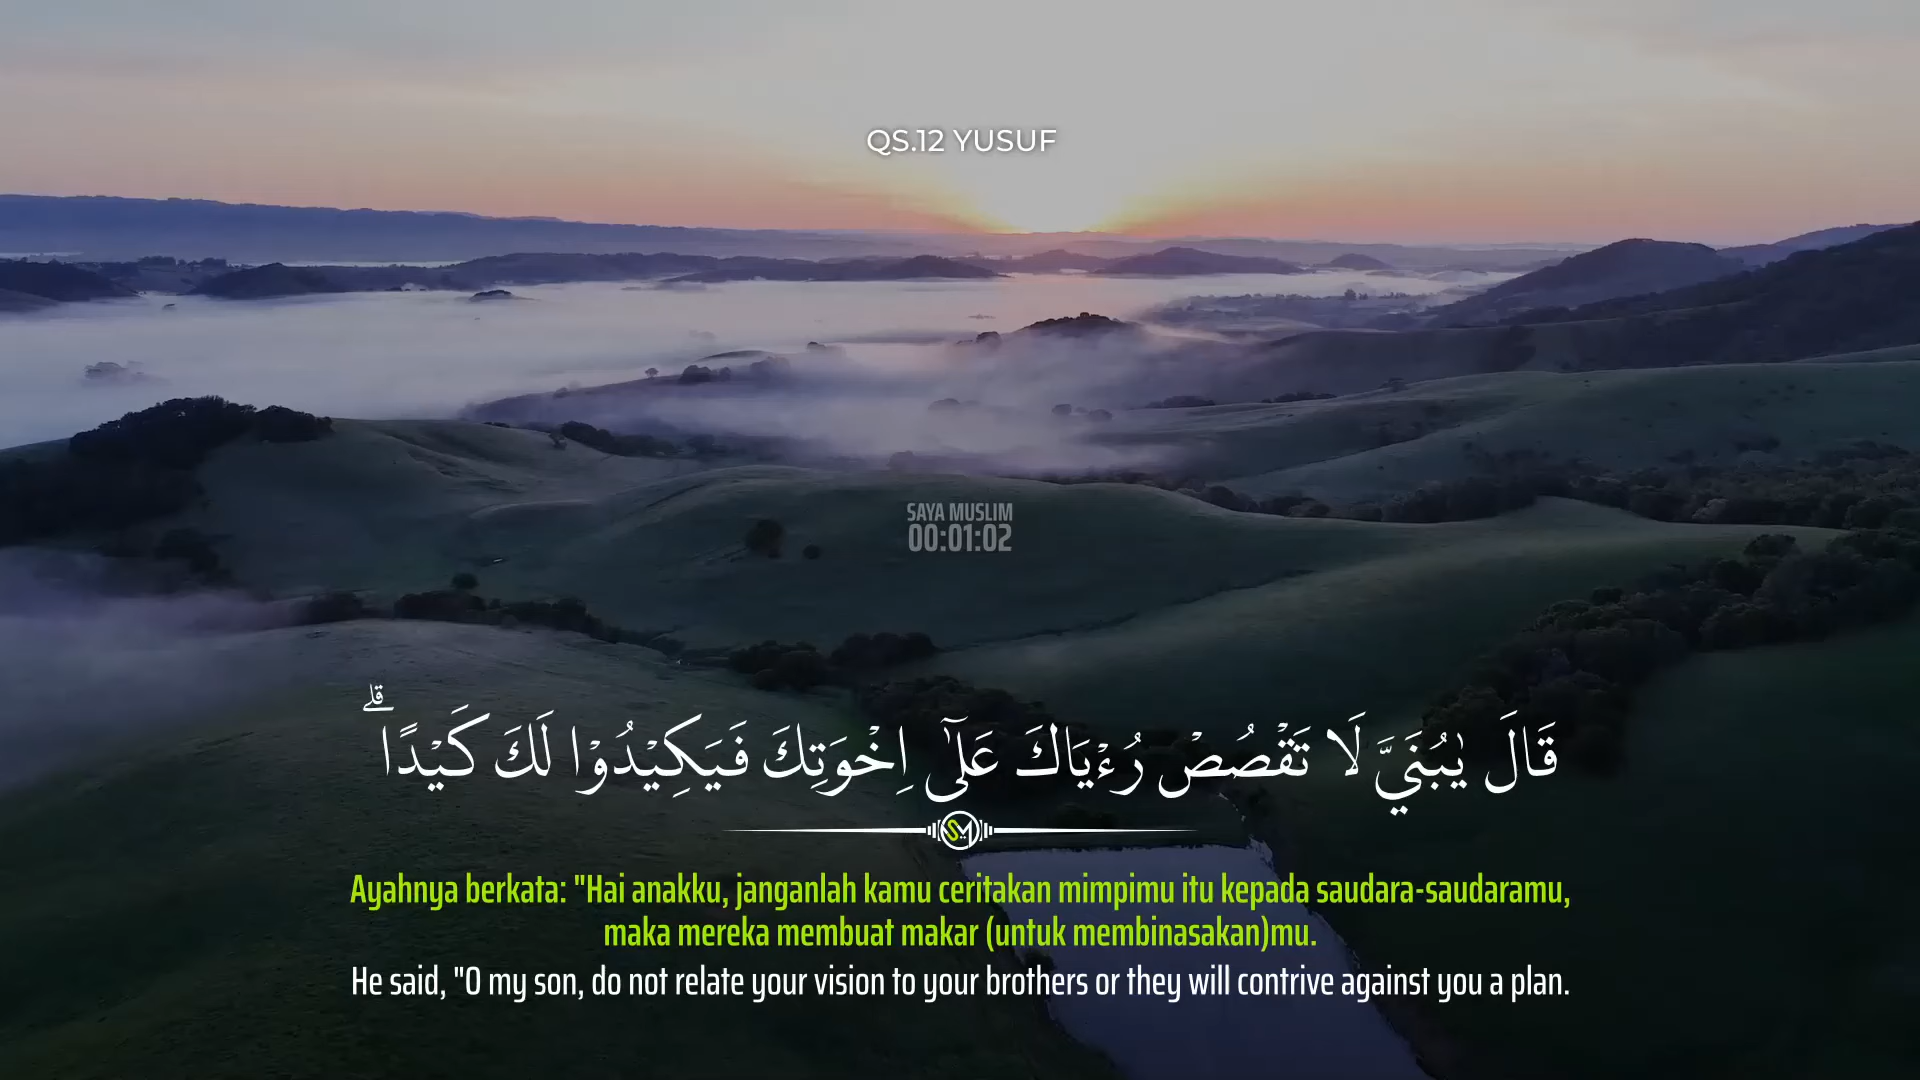 QS.12 YUSUF
SAYA MUSLIM
00:01:02
قَالَ يٰبُنَيَّ لَا تَقْصُصْ رُءْيَاكَ عَلٰٓى اِخْوَتِكَ فَيَكِيْدُوْا لَكَ كَيْدًاۗ
Ayahnya berkata: "Hai anakku, janganlah kamu ceritakan mimpimu itu kepada saudara-saudaramu,
maka mereka membuat makar (untuk membinasakan)mu.
He said, "O my son, do not relate your vision to your brothers or they will contrive against you a plan.